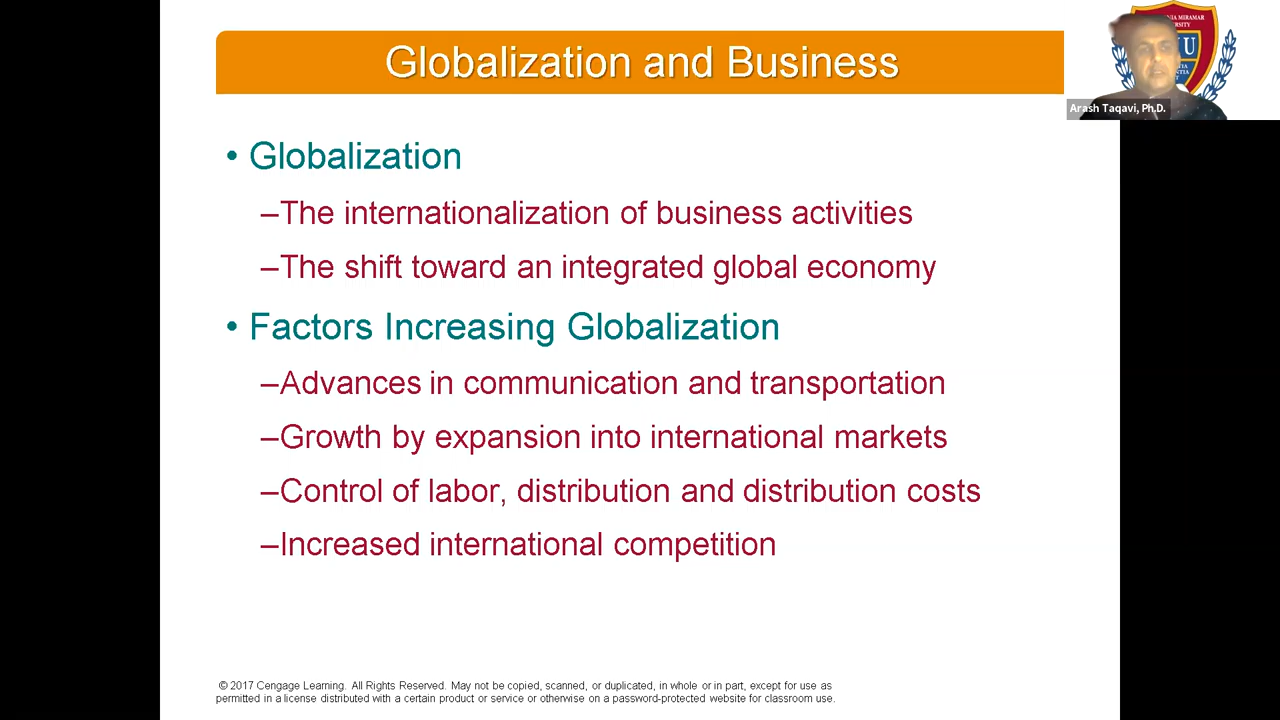 Globalization and Business
• Globalization
–The internationalization of business activities
–The shift toward an integrated global economy
• Factors Increasing Globalization
–Advances in communication and transportation
–Growth by expansion into international markets
–Control of labor, distribution and distribution costs
–Increased international competition
© 2017 Cengage Learning. All Rights Reserved. May not be copied, scanned, or duplicated, in whole or in part, except for use as
permitted in a license distributed with a certain product or service or otherwise on a password-protected website for classroom use.
MIRAMAR
Arash Taqavi, Ph.D.